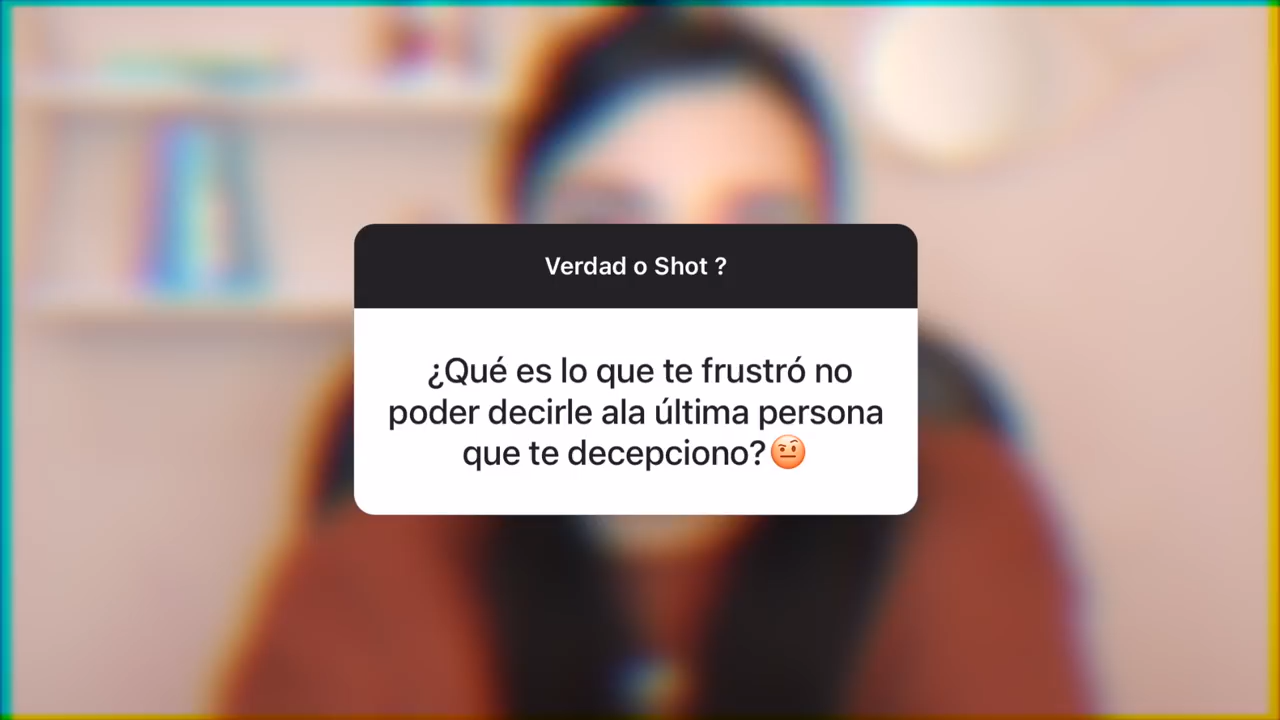 Verdad o Shot ?
¿Qué es lo que te frustró no
poder decirle ala última persona
que te decepciono?🤨